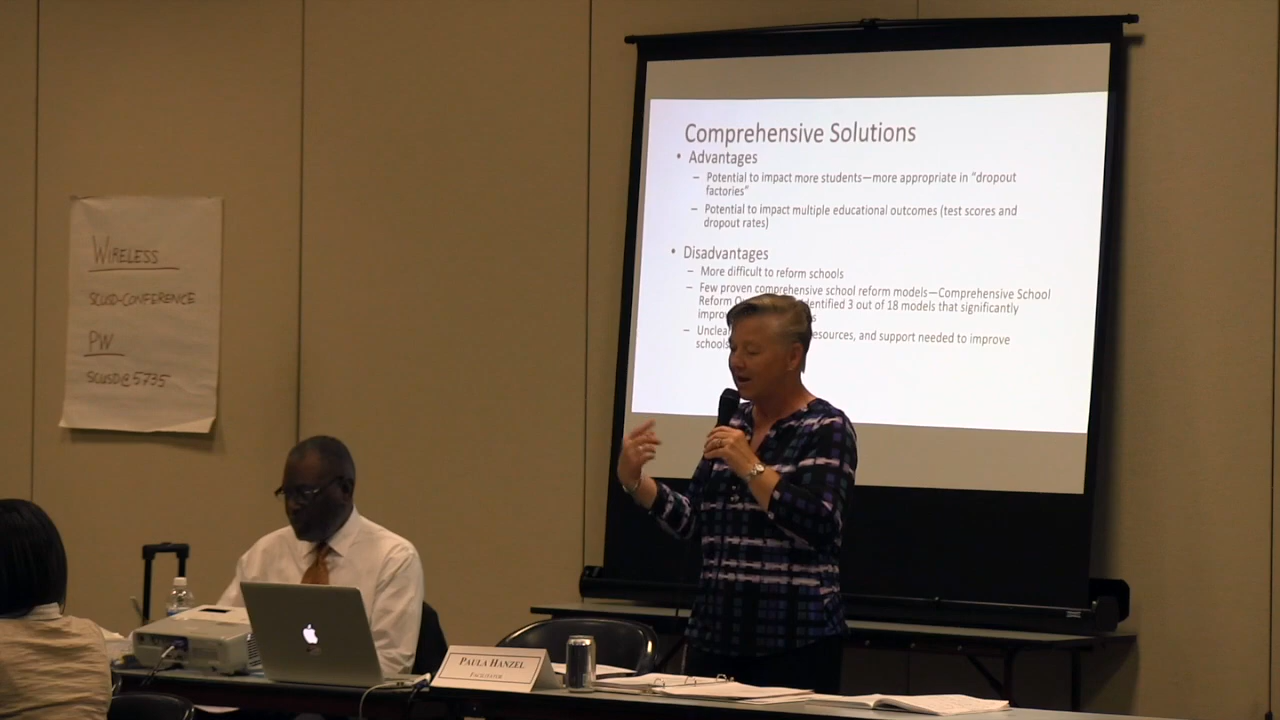 WIRELESS
SCUSD-CONFERENCE
PW
SCUSD@5735
Comprehensive Solutions
• Advantages
– Potential to impact more students—more appropriate in "dropout
factories"
– Potential to impact multiple educational outcomes (test scores and
dropout rates)
• Disadvantages
– More difficult to reform schools
– Few proven comprehensive school reform models—Comprehensive School
Reform identified 3 out of 18 models that significantly
– resources, and support needed to improve
schools
PAULA HANZEL
FACILITATOR